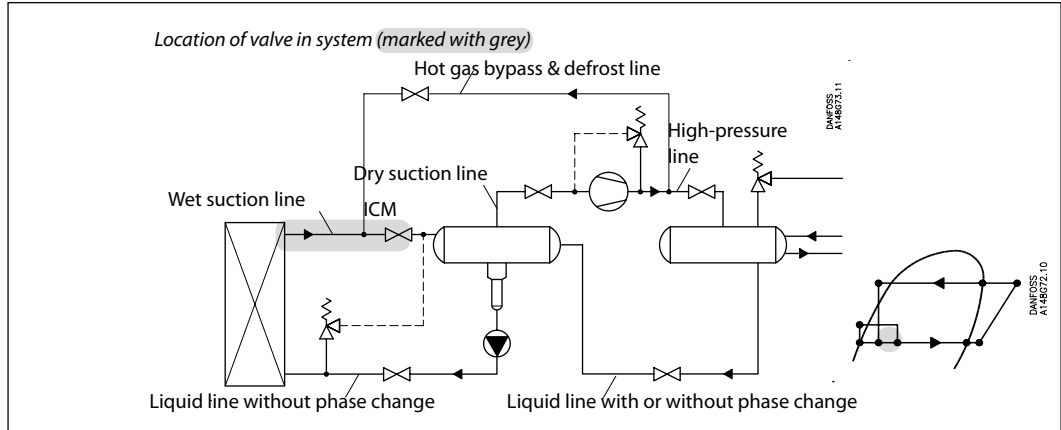 Location of valve in system (marked with grey)
Hot gas bypass & defrost line
DANFOSS
A148G73.11
High-pressure
line
Dry suction line
Wet suction line
ICM
DANFOSS
A148G72.10
Liquid line without phase change
Liquid line with or without phase change